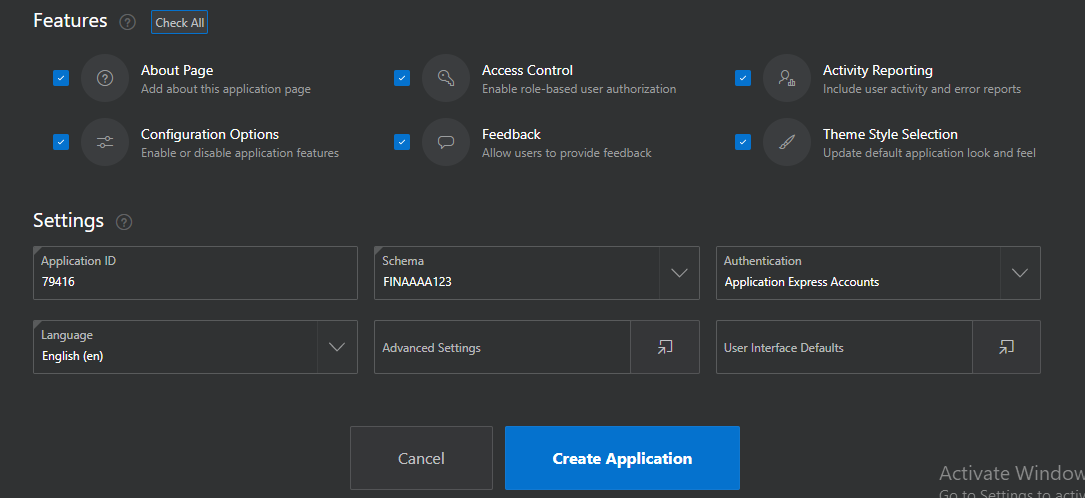 Features
Check All
About Page
Add about this application page
Access Control
Enable role-based user authorization
Activity Reporting
Include user activity and error reports
Configuration Options
Enable or disable application features
Feedback
Allow users to provide feedback
Theme Style Selection
Update default application look and feel
Settings
Application ID
79416
Schema
FINAAAA123
Authentication
Application Express Accounts
Language
English (en)
Advanced Settings
User Interface Defaults
Cancel
Create Application
Activate Window
Go to Settings to activ